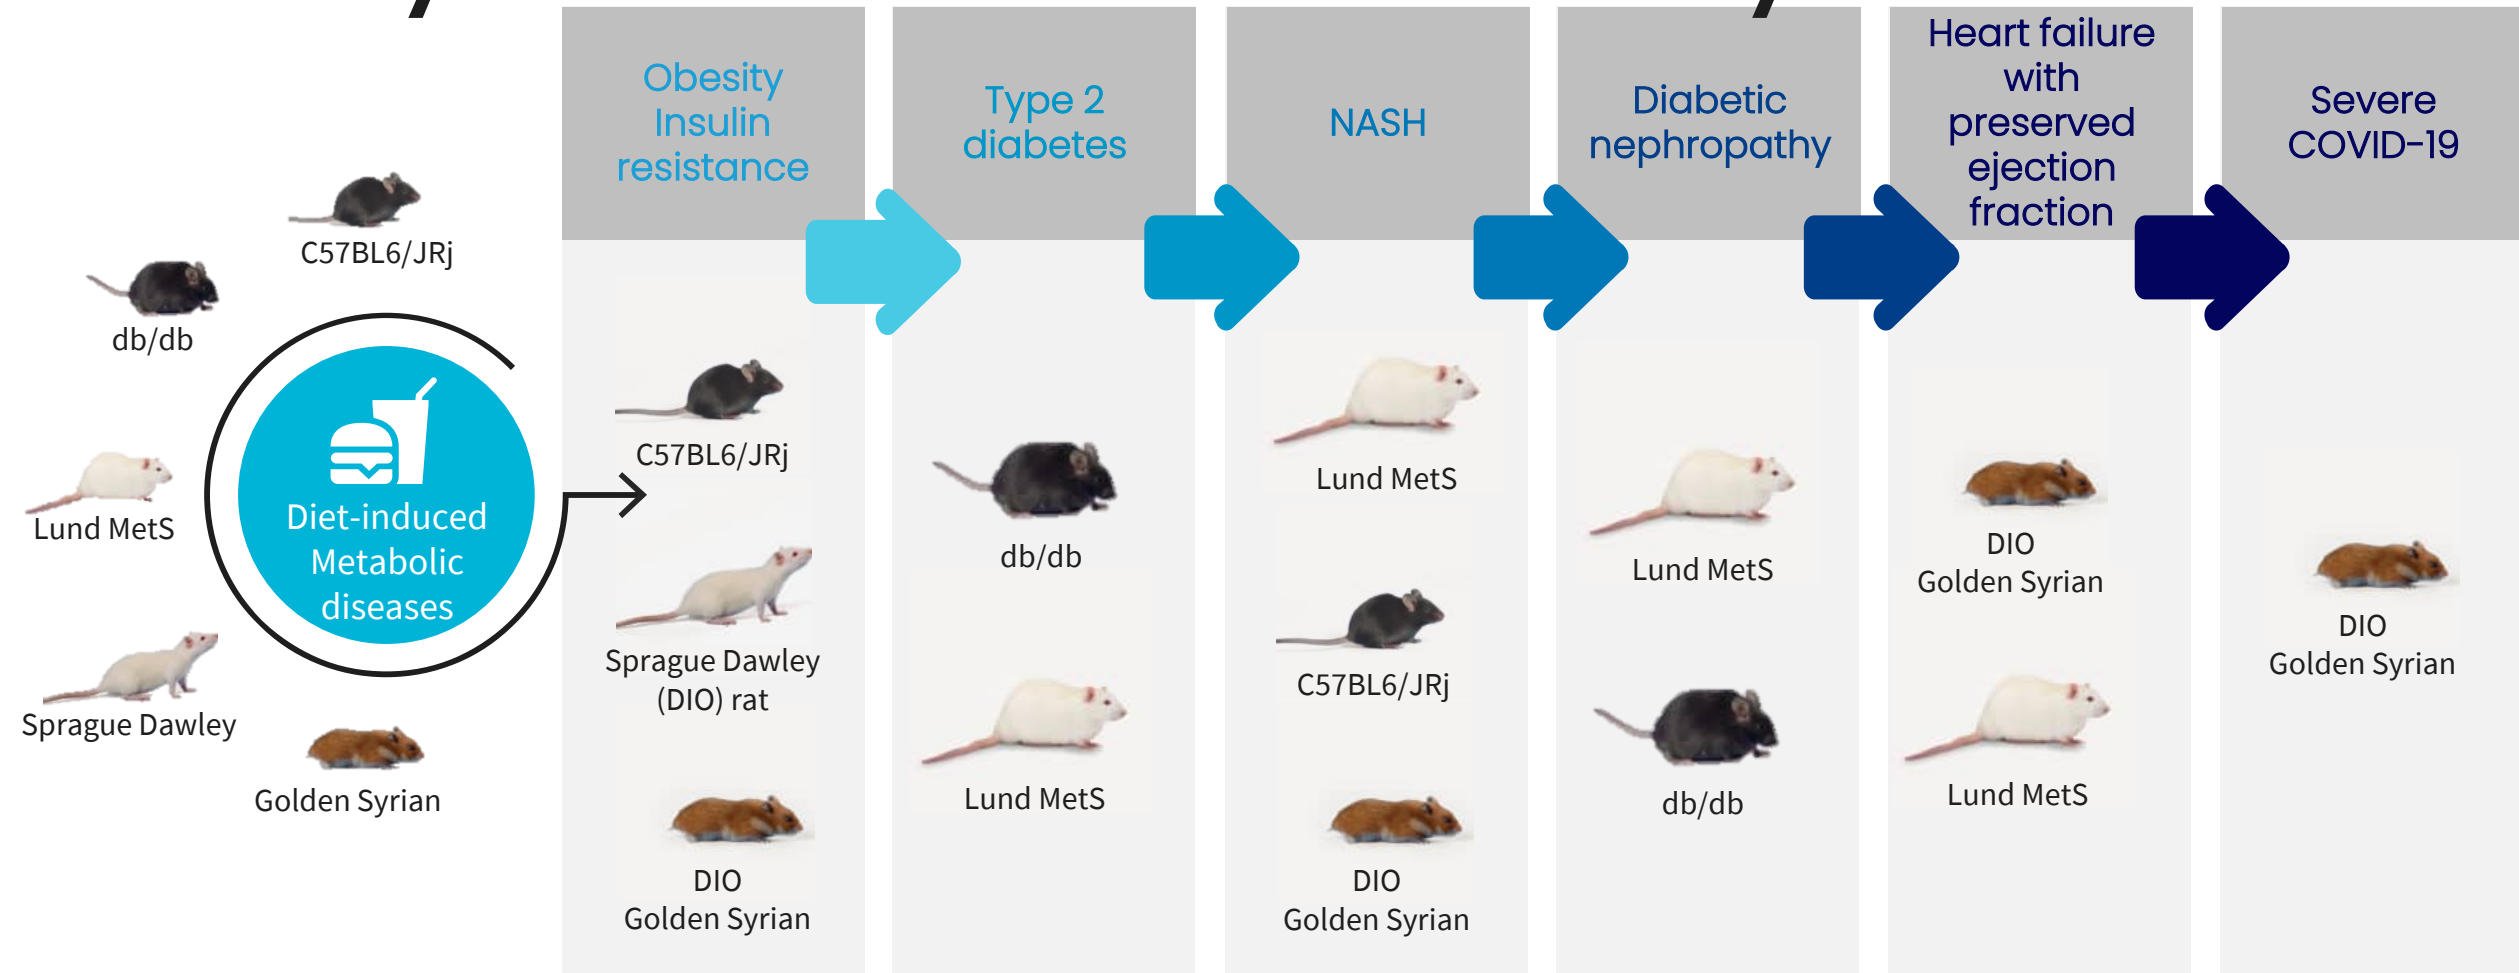 C57BL6/JRj
db/db
Lund MetS
Sprague Dawley
Golden Syrian
Diet-induced
Metabolic
diseases
Obesity
Insulin
resistance
C57BL6/JRj
Sprague Dawley
(DIO) rat
DIO
Golden Syrian
Type 2
diabetes
db/db
Lund MetS
NASH
Lund MetS
C57BL6/JRj
DIO
Golden Syrian
Diabetic
nephropathy
Lund MetS
db/db
Heart failure
with
preserved
ejection
fraction
DIO
Golden Syrian
Lund MetS
Severe
COVID-19
DIO
Golden Syrian